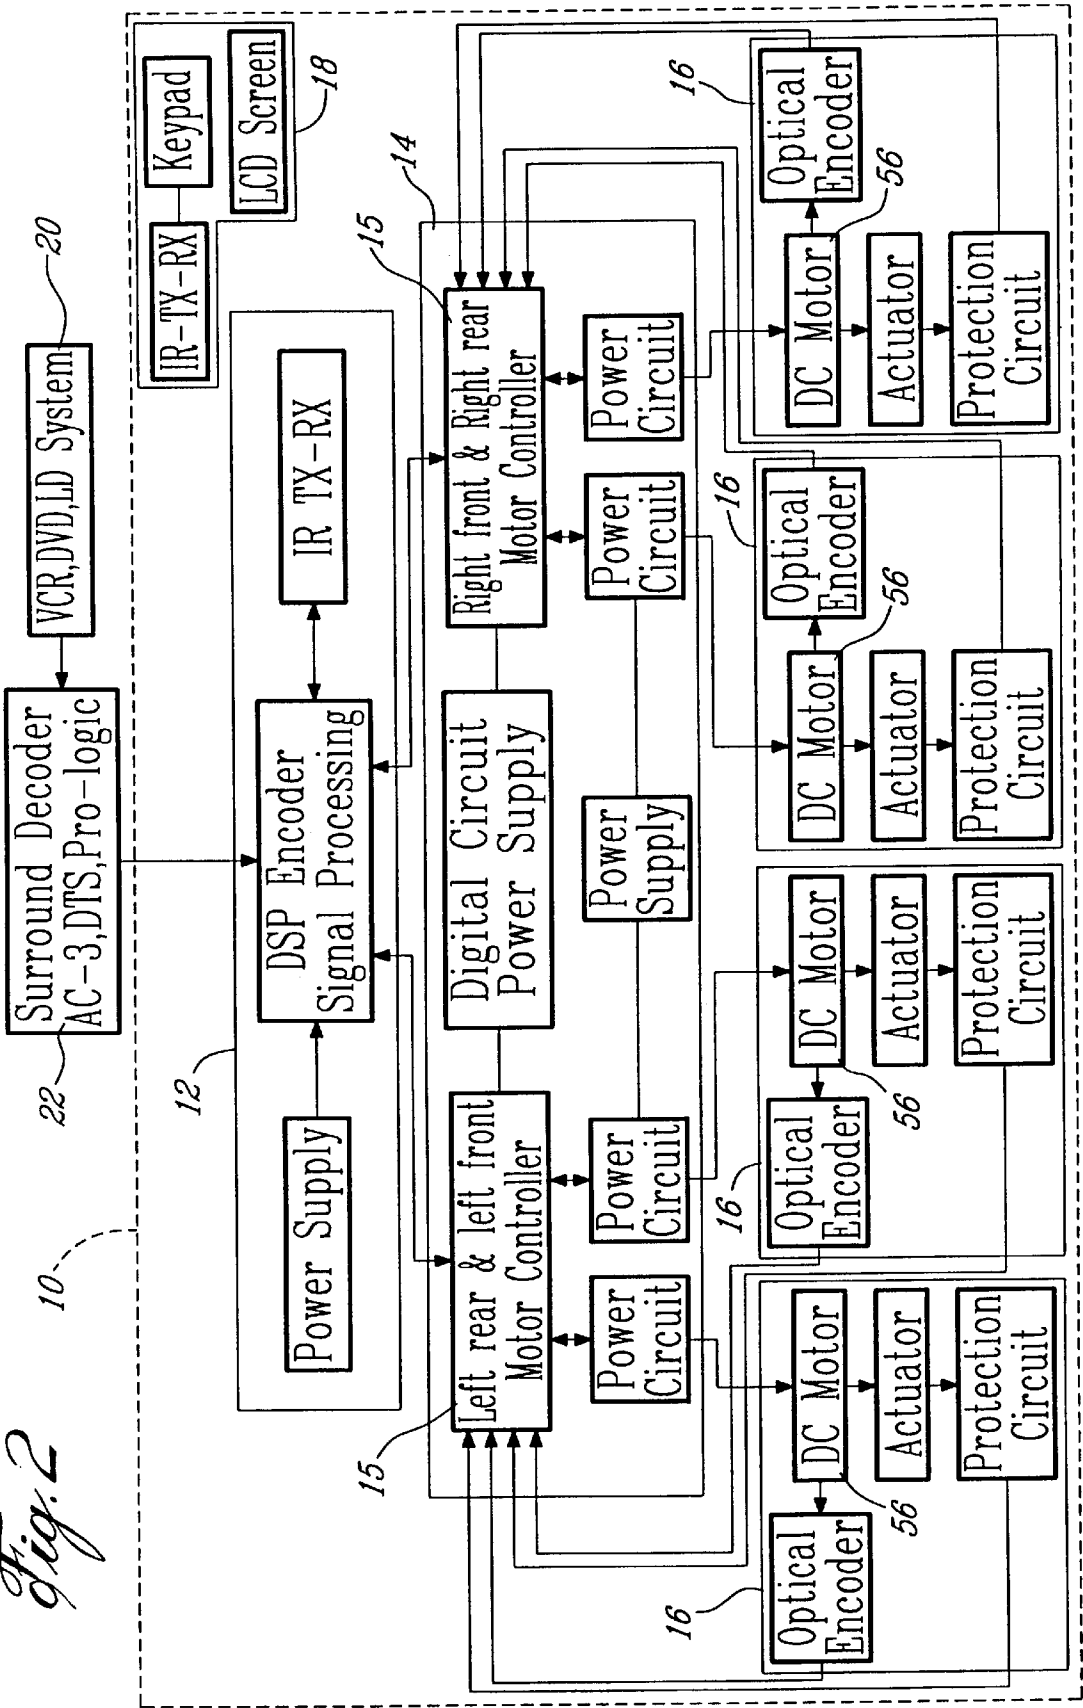 Fig. 2
10
22
Surround Decoder
AC-3,DTS,Pro-logic
VCR,DVD,LD System
20
12
Power Supply
DSP Encoder
Signal Processing
IR TX-RX
IR-TX-RX
Keypad
LCD Screen
18
15
Left rear & left front
Motor Controller
Digital Circuit
Power Supply
Right front & Right rear
Motor Controller
15
14
Power
Circuit
Power
Circuit
Power
Supply
Power
Circuit
Power
Circuit
16
Optical
Encoder
DC Motor
56
Actuator
Protection
Circuit
16
Optical
Encoder
DC Motor
56
Actuator
Protection
Circuit
16
Optical
Encoder
DC Motor
56
Actuator
Protection
Circuit
16
Optical
Encoder
DC Motor
56
Actuator
Protection
Circuit